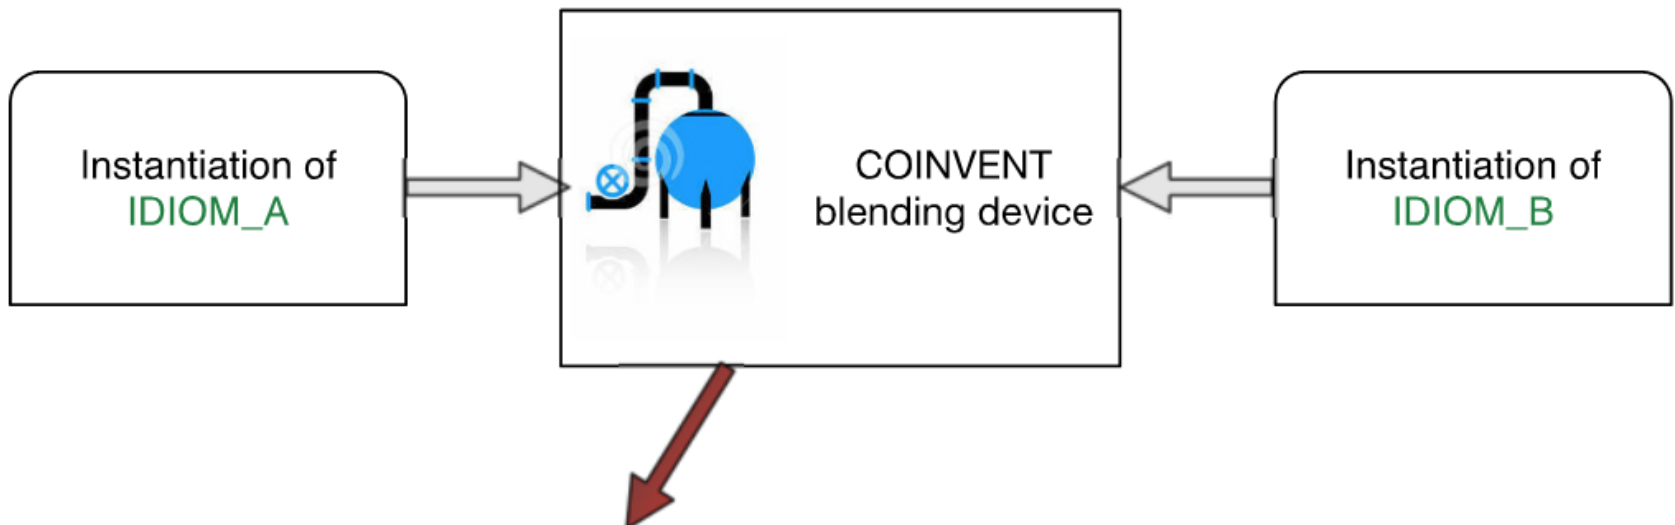 Instantiation of
IDIOM_A
COINVENT
blending device
Instantiation of
IDIOM_B